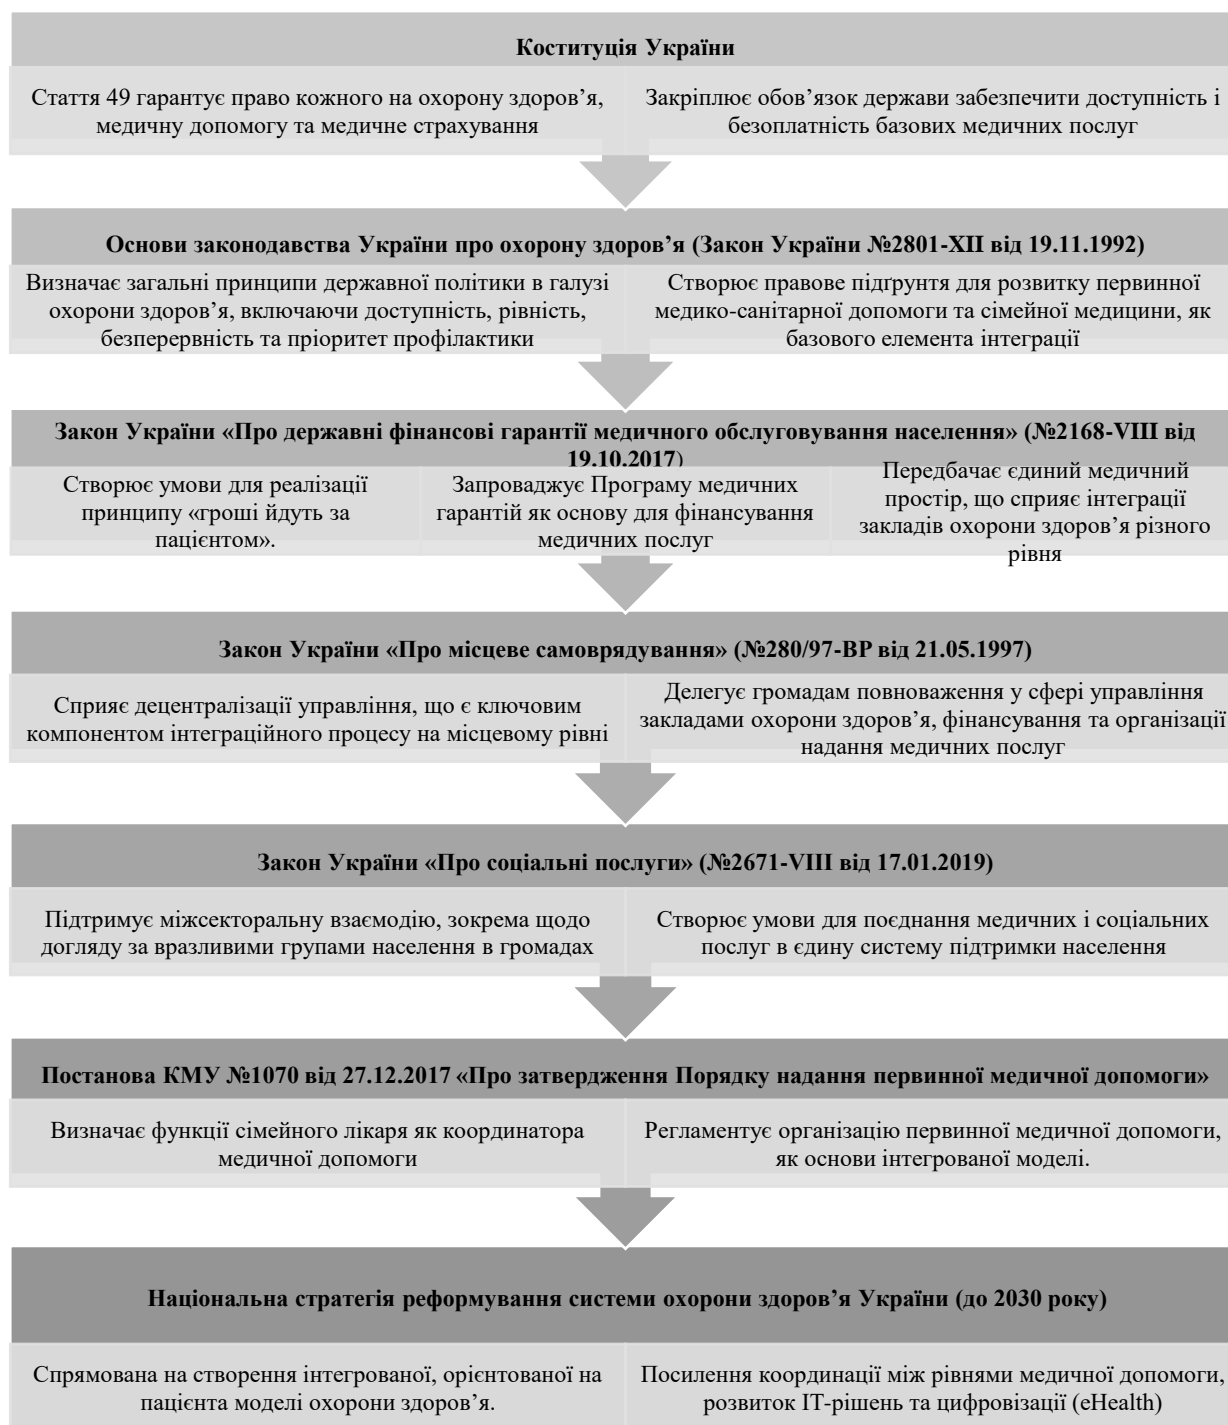 Коституція України
Стаття 49 гарантує право кожного на охорону здоров’я,
медичну допомогу та медичне страхування
Закріплює обов’язок держави забезпечити доступність і
безоплатність базових медичних послуг
Основи законодавства України про охорону здоров’я (Закон України №2801-XII від 19.11.1992)
Визначає загальні принципи державної політики в галузі
охорони здоров’я, включаючи доступність, рівність,
безперервність та пріоритет профілактики
Створює правове підґрунтя для розвитку первинної
медико-санітарної допомоги та сімейної медицини, як
базового елемента інтеграції
Закон України «Про державні фінансові гарантії медичного обслуговування населення» (№2168-VIII від
19.10.2017)
Створює умови для реалізації
принципу «гроші йдуть за
пацієнтом».
Запроваджує Програму медичних
гарантій як основу для фінансування
медичних послуг
Передбачає єдиний медичний
простір, що сприяє інтеграції
закладів охорони здоров’я різного
рівня
Закон України «Про місцеве самоврядування» (№280/97-ВР від 21.05.1997)
Сприяє децентралізації управління, що є ключовим
компонентом інтеграційного процесу на місцевому рівні
Делегує громадам повноваження у сфері управління
закладами охорони здоров’я, фінансування та організації
надання медичних послуг
Закон України «Про соціальні послуги» (№2671-VIII від 17.01.2019)
Підтримує міжсекторальну взаємодію, зокрема щодо
догляду за вразливими групами населення в громадах
Створює умови для поєднання медичних і соціальних
послуг в єдину систему підтримки населення
Постанова КМУ №1070 від 27.12.2017 «Про затвердження Порядку надання первинної медичної допомоги»
Визначає функції сімейного лікаря як координатора
медичної допомоги
Регламентує організацію первинної медичної допомоги,
як основи інтегрованої моделі.
Національна стратегія реформування системи охорони здоров’я України (до 2030 року)
Спрямована на створення інтегрованої, орієнтованої на
пацієнта моделі охорони здоров’я.
Посилення координації між рівнями медичної допомоги,
розвиток ІТ-рішень та цифровізації (eHealth)